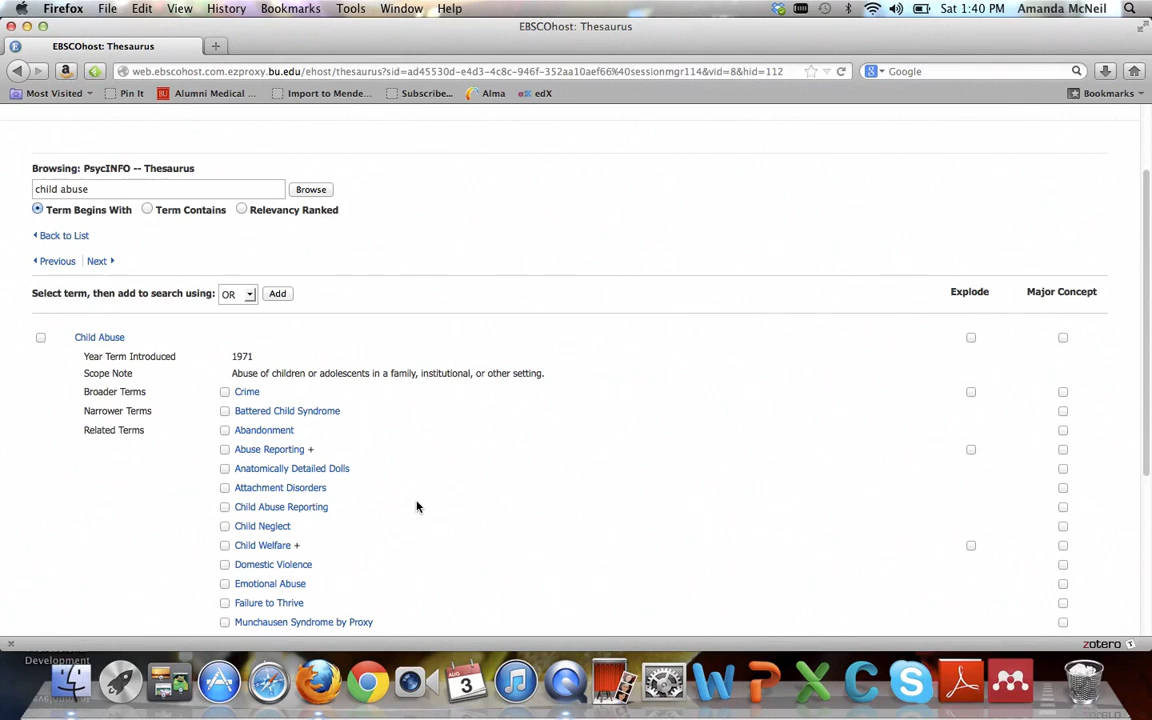 Firefox File Edit View History Bookmarks Tools Window Help Sat 1:40 PM Amanda McNeil
EBSCOhost: Thesaurus
EBSCOhost: Thesaurus
web.ebscohost.com.ezproxy.bu.edu/ehost/thesaurus?sid=ad45530d-e4d3-4c8c-946f-352aa10aef66%40sessionmgr114&vid=8&hid=112 Google
Most Visited Pin It Alumni Medical ... Import to Mende... Subscribe... Alma edX Bookmarks
Browsing: PsycINFO -- Thesaurus
child abuse Browse
Term Begins With Term Contains Relevancy Ranked
Back to List
Previous Next
Select term, then add to search using: OR Add Explode Major Concept
Child Abuse
Year Term Introduced 1971
Scope Note Abuse of children or adolescents in a family, institutional, or other setting.
Broader Terms Crime
Narrower Terms Battered Child Syndrome
Related Terms Abandonment
Abuse Reporting +
Anatomically Detailed Dolls
Attachment Disorders
Child Abuse Reporting
Child Neglect
Child Welfare +
Domestic Violence
Emotional Abuse
Failure to Thrive
Munchausen Syndrome by Proxy
zotero
Development
AUG 3